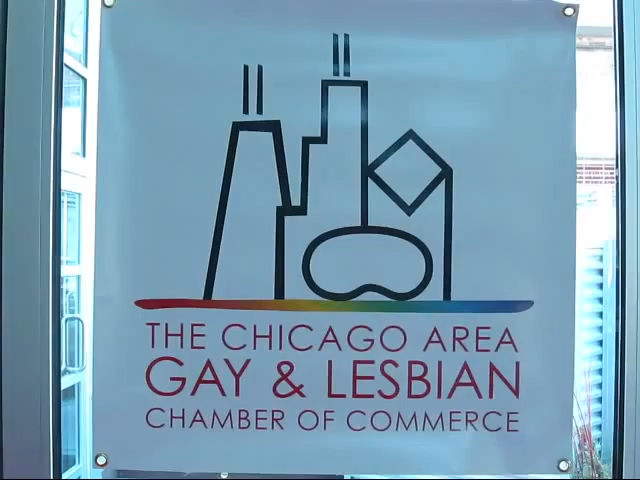 THE CHICAGO AREA
GAY & LESBIAN
CHAMBER OF COMMERCE